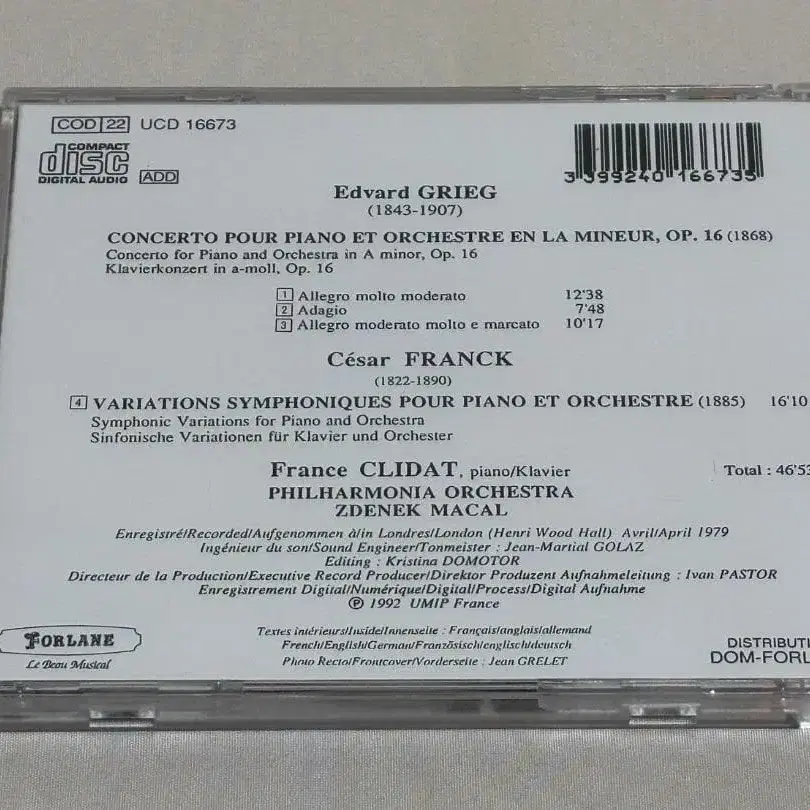 COD 22 UCD 16673
COMPACT
disc
DIGITAL AUDIO
ADD
3 399240 166735
Edvard GRIEG
(1843-1907)
CONCERTO POUR PIANO ET ORCHESTRE EN LA MINEUR, OP. 16 (1868)
Concerto for Piano and Orchestra in A minor, Op. 16
Klavierkonzert in a-moll, Op. 16
1 Allegro molto moderato 12'38
2 Adagio 7'48
3 Allegro moderato molto e marcato 10'17
César FRANCK
(1822-1890)
4 VARIATIONS SYMPHONIQUES POUR PIANO ET ORCHESTRE (1885) 16'10
Symphonic Variations for Piano and Orchestra
Sinfonische Variationen für Klavier und Orchester
France CLIDAT, piano/Klavier
Total : 46'53
PHILHARMONIA ORCHESTRA
ZDENEK MACAL
Enregistré/Recorded/Aufgenommen à/in Londres/London (Henri Wood Hall) Avril/April 1979
Ingénieur du son/Sound Engineer/Tonmeister : Jean-Martial GOLAZ
Editing : Kristina DOMOTOR
Directeur de la Production/Executive Record Producer/Direktor Produzent Aufnahmeleitung : Ivan PASTOR
Enregistrement Digital/Numérique/Digital/Process/Digital Aufnahme
℗ 1992 UMIP France
FORLANE
Le Beau Musical
Textes intérieurs/Inside/Innenseite : Français/anglais/allemand
French/English/German/Französisch/englisch/deutsch
Photo Recto/Frontcover/Vorderseite : Jean GRELET
DISTRIBUTI
DOM-FORL